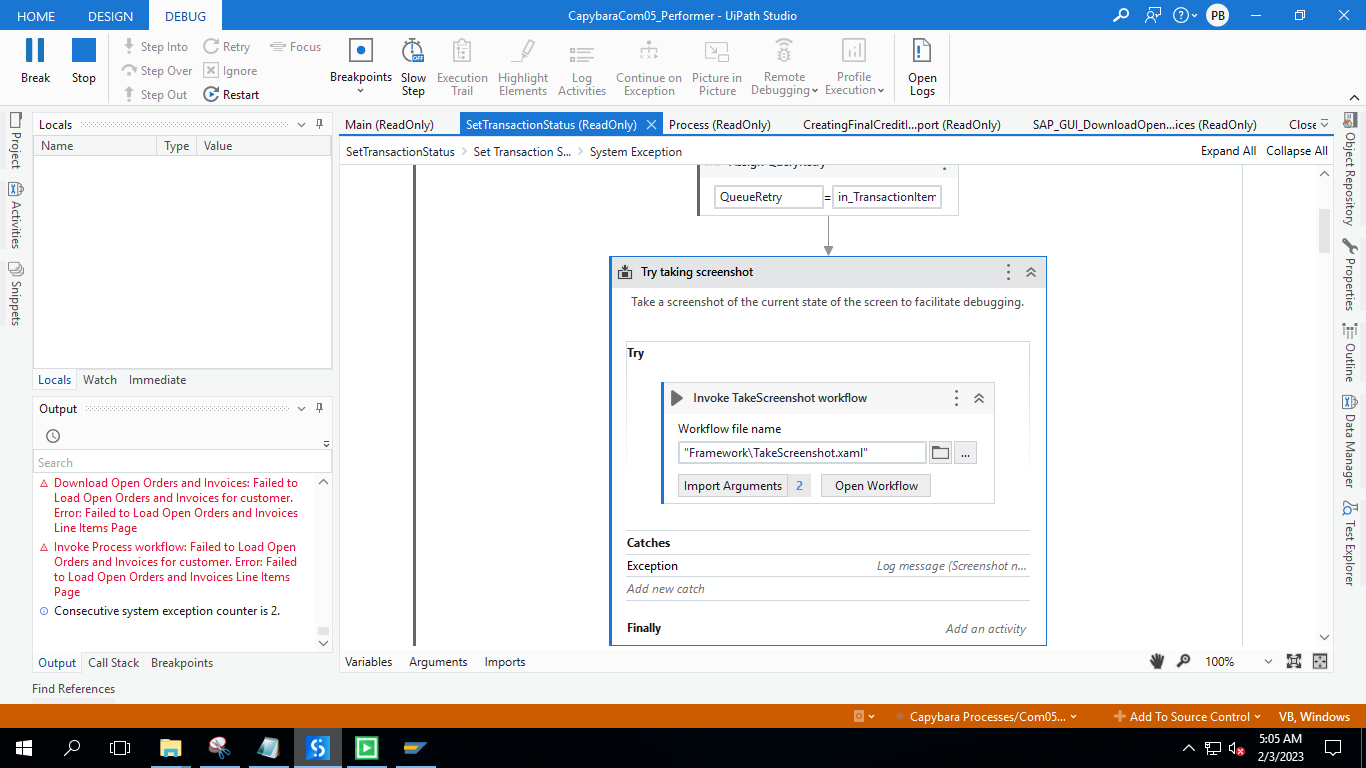 HOME DESIGN DEBUG CapybaraCom05_Performer - UiPath Studio PB
Break
Stop
Step Into
Step Over
Step Out
Retry
Ignore
Restart
Focus
Breakpoints
Slow
Step
Execution
Trail
Highlight
Elements
Log
Activities
Continue on
Exception
Picture in
Picture
Remote
Debugging
Profile
Execution
Open
Logs
Project
Activities
Snippets
Locals
Name Type Value
Locals Watch Immediate
Output
Search
Download Open Orders and Invoices: Failed to
Load Open Orders and Invoices for customer.
Error: Failed to Load Open Orders and Invoices
Line Items Page
Invoke Process workflow: Failed to Load Open
Orders and Invoices for customer. Error: Failed
to Load Open Orders and Invoices Line Items
Page
Consecutive system exception counter is 2.
Output Call Stack Breakpoints
Find References
Main (ReadOnly) SetTransactionStatus (ReadOnly) Process (ReadOnly) CreatingFinalCreditI...port (ReadOnly) SAP_GUI_DownloadOpen...ices (ReadOnly) Close
SetTransactionStatus > Set Transaction S... > System Exception Expand All Collapse All
QueueRetry = in_TransactionItem
Try taking screenshot
Take a screenshot of the current state of the screen to facilitate debugging.
Try
Invoke TakeScreenshot workflow
Workflow file name
"Framework\TakeScreenshot.xaml" ...
Import Arguments 2 Open Workflow
Catches
Exception Log message (Screenshot n...
Add new catch
Finally Add an activity
Variables Arguments Imports 100%
Object Repository
Properties
Outline
Data Manager
Test Explorer
Capybara Processes/Com05... Add To Source Control VB, Windows
5:05 AM
2/3/2023